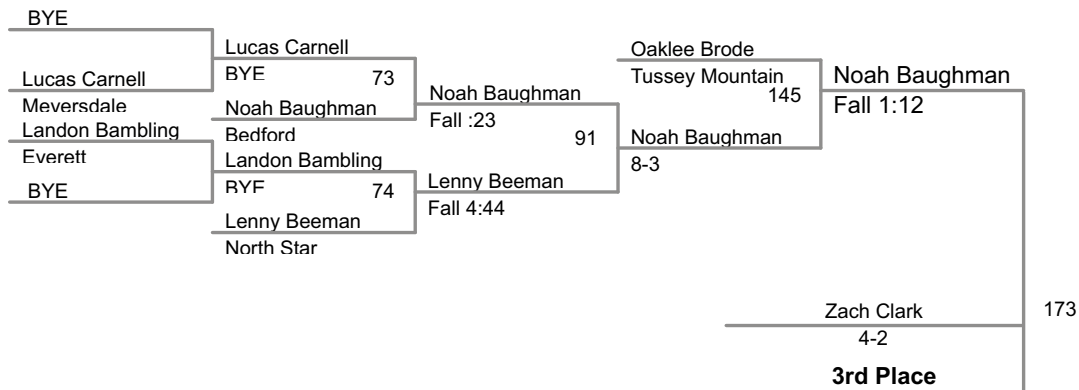 BYE
Lucas Carnell
Meyersdale
Landon Bambling
Everett
BYE
Lucas Carnell
BYE
73
Noah Baughman
Bedford
Landon Bambling
BYE
74
Lenny Beeman
North Star
Noah Baughman
Fall :23
91
Lenny Beeman
Fall 4:44
Oaklee Brode
Tussey Mountain
145
Noah Baughman
8-3
Noah Baughman
Fall 1:12
173
Zach Clark
4-2
3rd Place